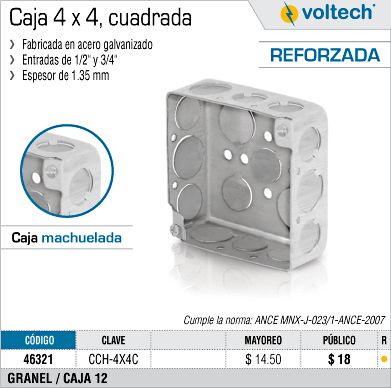 Caja 4 x 4, cuadrada
voltech
› Fabricada en acero galvanizado
› Entradas de 1/2" y 3/4"
› Espesor de 1.35 mm
REFORZADA
Caja machuelada
Cumple la norma: ANCE MNX-J-023/1-ANCE-2007
CÓDIGO CLAVE MAYOREO PÚBLICO R
46321 CCH-4X4C $ 14.50 $ 18
GRANEL / CAJA 12